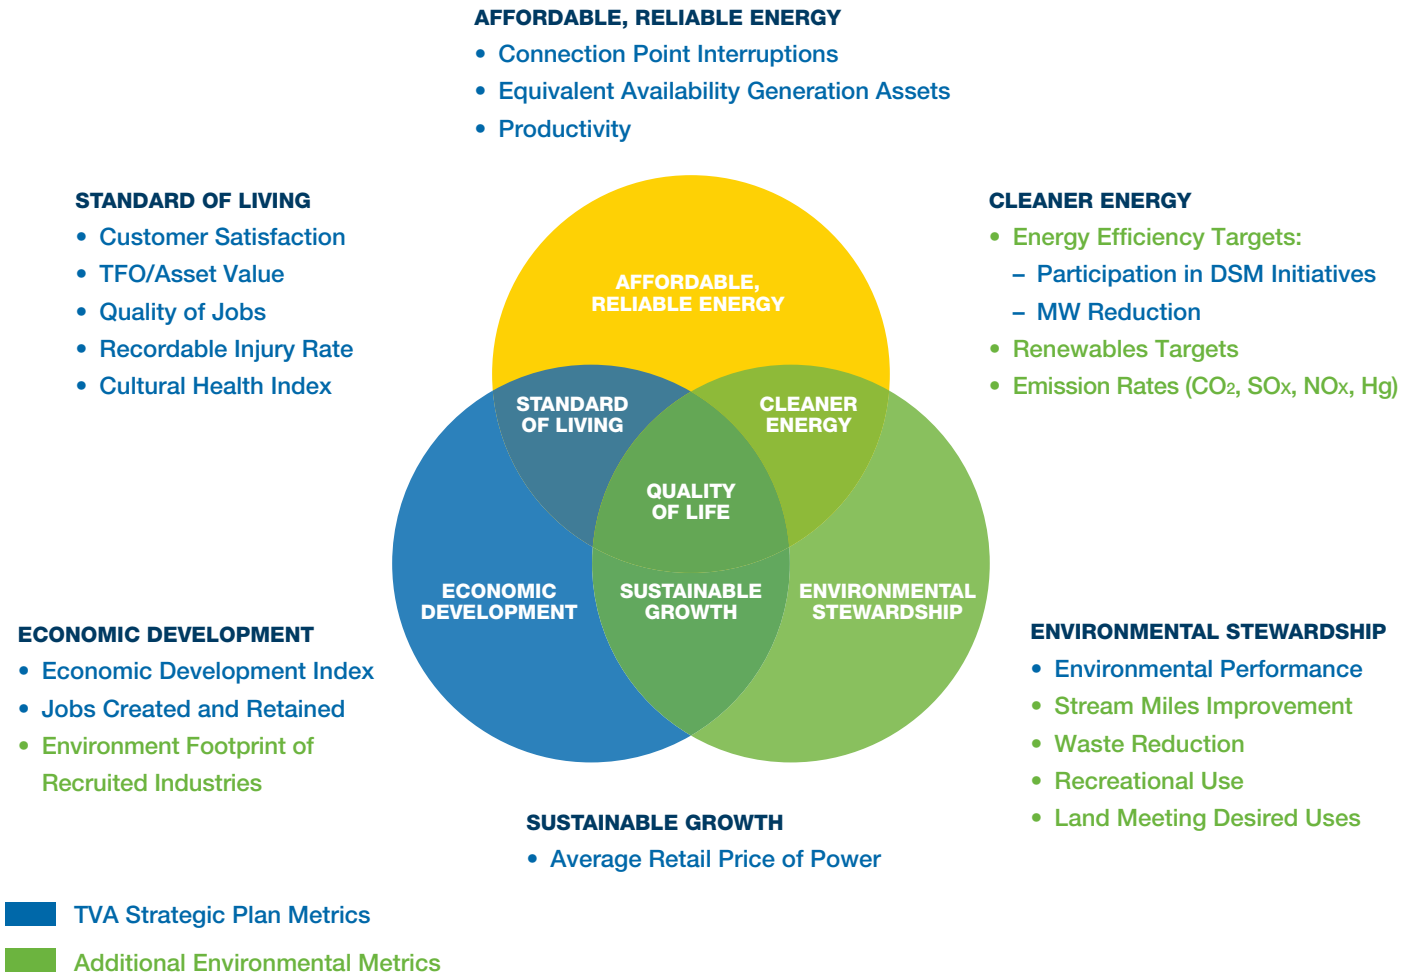 AFFORDABLE, RELIABLE ENERGY
• Connection Point Interruptions
• Equivalent Availability Generation Assets
• Productivity
STANDARD OF LIVING
• Customer Satisfaction
• TFO/Asset Value
• Quality of Jobs
• Recordable Injury Rate
• Cultural Health Index
CLEANER ENERGY
• Energy Efficiency Targets:
– Participation in DSM Initiatives
– MW Reduction
• Renewables Targets
• Emission Rates (CO2, SOX, NOX, Hg)
AFFORDABLE,
RELIABLE ENERGY
STANDARD
OF LIVING
CLEANER
ENERGY
QUALITY
OF LIFE
ECONOMIC
DEVELOPMENT
SUSTAINABLE
GROWTH
ENVIRONMENTAL
STEWARDSHIP
ECONOMIC DEVELOPMENT
• Economic Development Index
• Jobs Created and Retained
• Environment Footprint of
Recruited Industries
ENVIRONMENTAL STEWARDSHIP
• Environmental Performance
• Stream Miles Improvement
• Waste Reduction
• Recreational Use
• Land Meeting Desired Uses
SUSTAINABLE GROWTH
• Average Retail Price of Power
TVA Strategic Plan Metrics
Additional Environmental Metrics